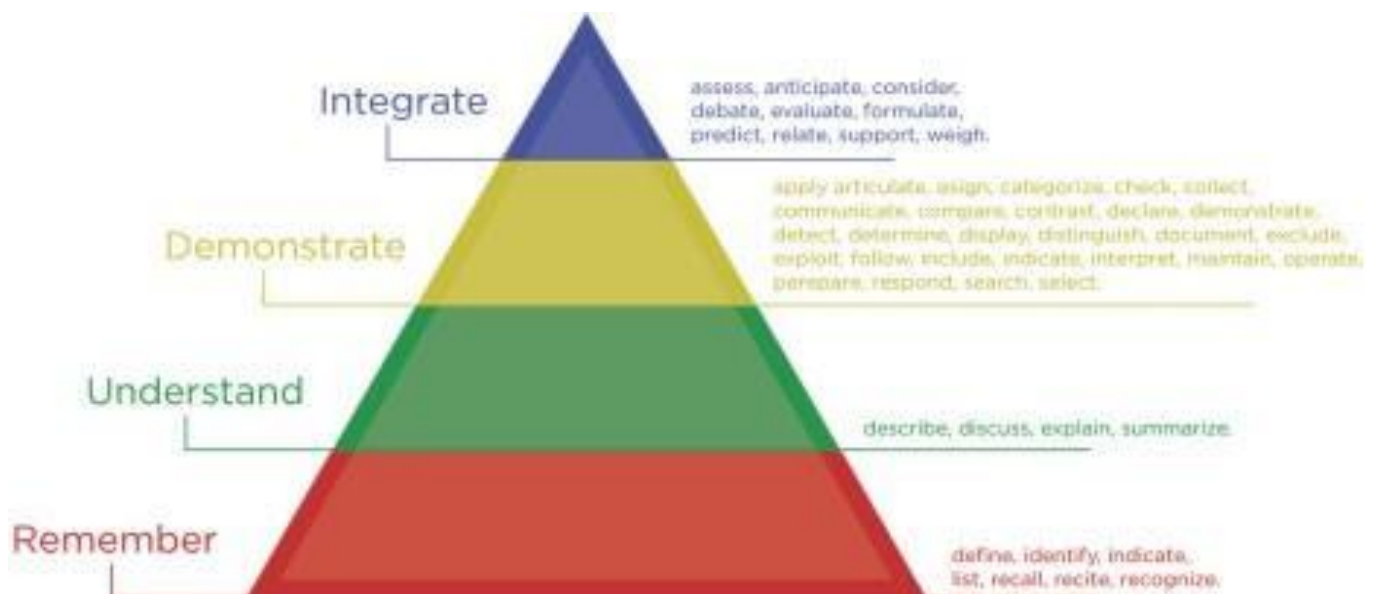 Integrate
assess, anticipate, consider,
debate, evaluate, formulate,
predict, relate, support, weigh.
Demonstrate
apply articulate, asign, categorize, check, collect,
communicate, compare, contrast, declare, demonstrate,
detect, determine, display, distinguish, document, exclude,
exploit, follow, include, indicate, interpret, maintain, operate,
perepare, respond, search, select.
Understand
describe, discuss, explain, summarize.
Remember
define, identify, indicate,
list, recall, recite, recognize.